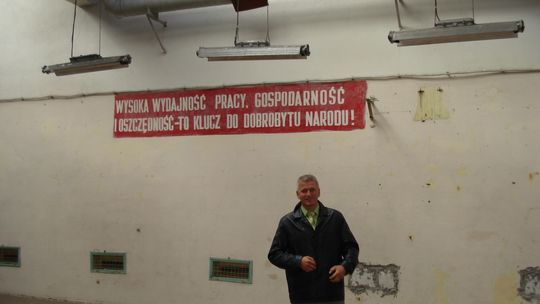 WYSOKA WYDAJNOŚĆ PRACY, GOSPODARNOŚĆ
I OSZCZĘDNOŚĆ-TO KLUCZ DO DOBROBYTU NARODU!